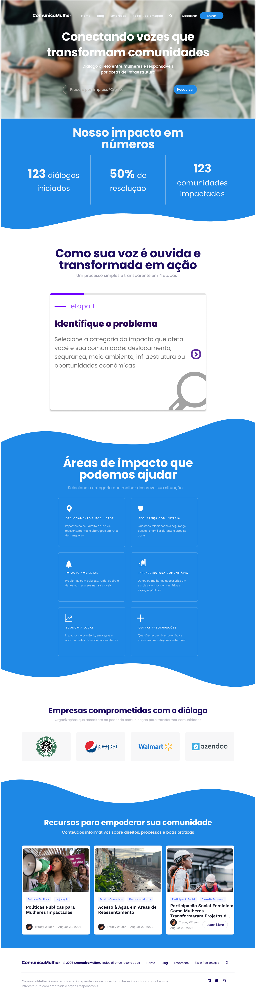 ComunicaMulher Home Blog Empresas Fazer Reclamação Cadastrar Entrar
Conectando vozes que
transformam comunidades
Diálogo direto entre mulheres e responsáveis
por obras de infraestrutura
Procure por Empresa/Orgão... Pesquisar
Nosso impacto em
números
123 diálogos
iniciados
50% de
resolução
123
comunidades
impactadas
Como sua voz é ouvida e
transformada em ação
Um processo simples e transparente em 4 etapas
etapa 1
Identifique o problema
Selecione a categoria do impacto que afeta
você e sua comunidade: deslocamento,
segurança, meio ambiente, infraestrutura ou
oportunidades econômicas.
Áreas de impacto que
podemos ajudar
Selecione a categoria que melhor descreve sua situação
DESLOCAMENTO E MOBILIDADE
Impactos no seu direito de ir e vir,
reassentamentos e alterações em rotas
de transporte.
SEGURANÇA COMUNITÁRIA
Questões relacionadas à segurança
pessoal e familiar durante e após as
obras.
IMPACTO AMBIENTAL
Problemas com poluição, ruído, poeira e
danos aos recursos naturais locais.
INFRAESTRUTURA COMUNITÁRIA
Danos ou melhorias necessárias em
escolas, centros comunitários e
espaços públicos.
ECONOMIA LOCAL
Impactos no comércio, empregos e
oportunidades de renda para mulheres.
OUTRAS PREOCUPAÇÕES
Questões específicas que não se
encaixam nas categorias anteriores.
Empresas comprometidas com o diálogo
Organizações que acreditam no poder da comunicação para transformar comunidades
STARBUCKS
COFFEE
pepsi
Walmart
azendoo
Recursos para empoderar sua comunidade
Conteúdos informativos sobre direitos, processos e boas práticas
PolíticasPúblicas Legislação
Políticas Públicas para
Mulheres Impactadas
Tracey Wilson August 20, 2022
DireitosEssenciais RecursosHídricos
Acesso à Água em Áreas de
Reassentamento
Tracey Wilson August 20, 2022
ParticipacãoSocial CasosDeSuccesso
Participação Social Feminina:
Como Mulheres
Transformaram Projetos d...
Tracey Wilson
August 20, 2022
Learn More
ComunicaMulher © 2025 ComunicaMulher. Todos direitos reserrvados. Home Blog Empresas Fazer Reclamação
ComunicaMulher é uma plataforma independente que conecta mulheres impactadas por obras de
infraestrutura com empresas e órgãos responsáveis.